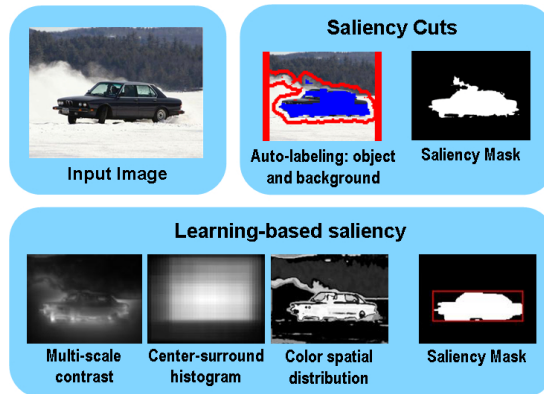 Saliency Cuts
Input Image
Auto-labeling: object
and background
Saliency Mask
Learning-based saliency
Multi-scale
contrast
Center-surround
histogram
Color spatial
distribution
Saliency Mask